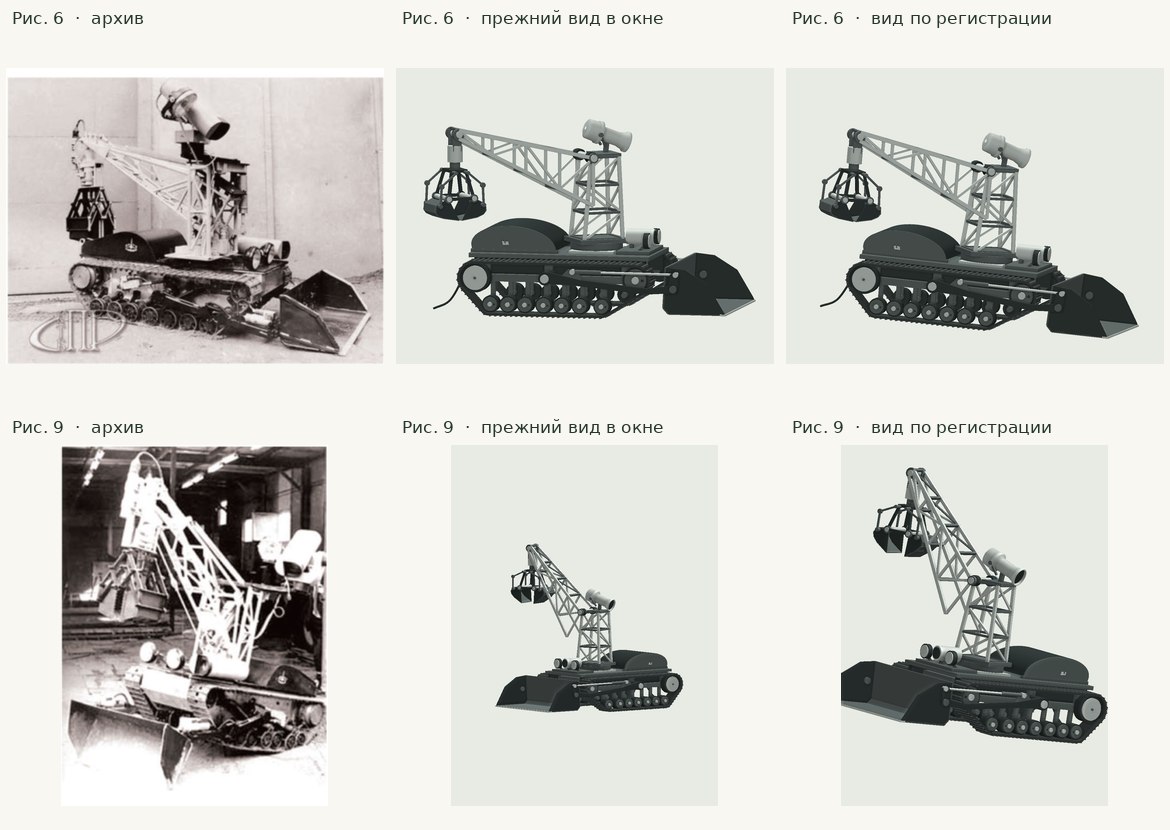 Рис. 6 · архив
Рис. 6 · прежний вид в окне
Рис. 6 · вид по регистрации
Рис. 9 · архив
Рис. 9 · прежний вид в окне
Рис. 9 · вид по регистрации